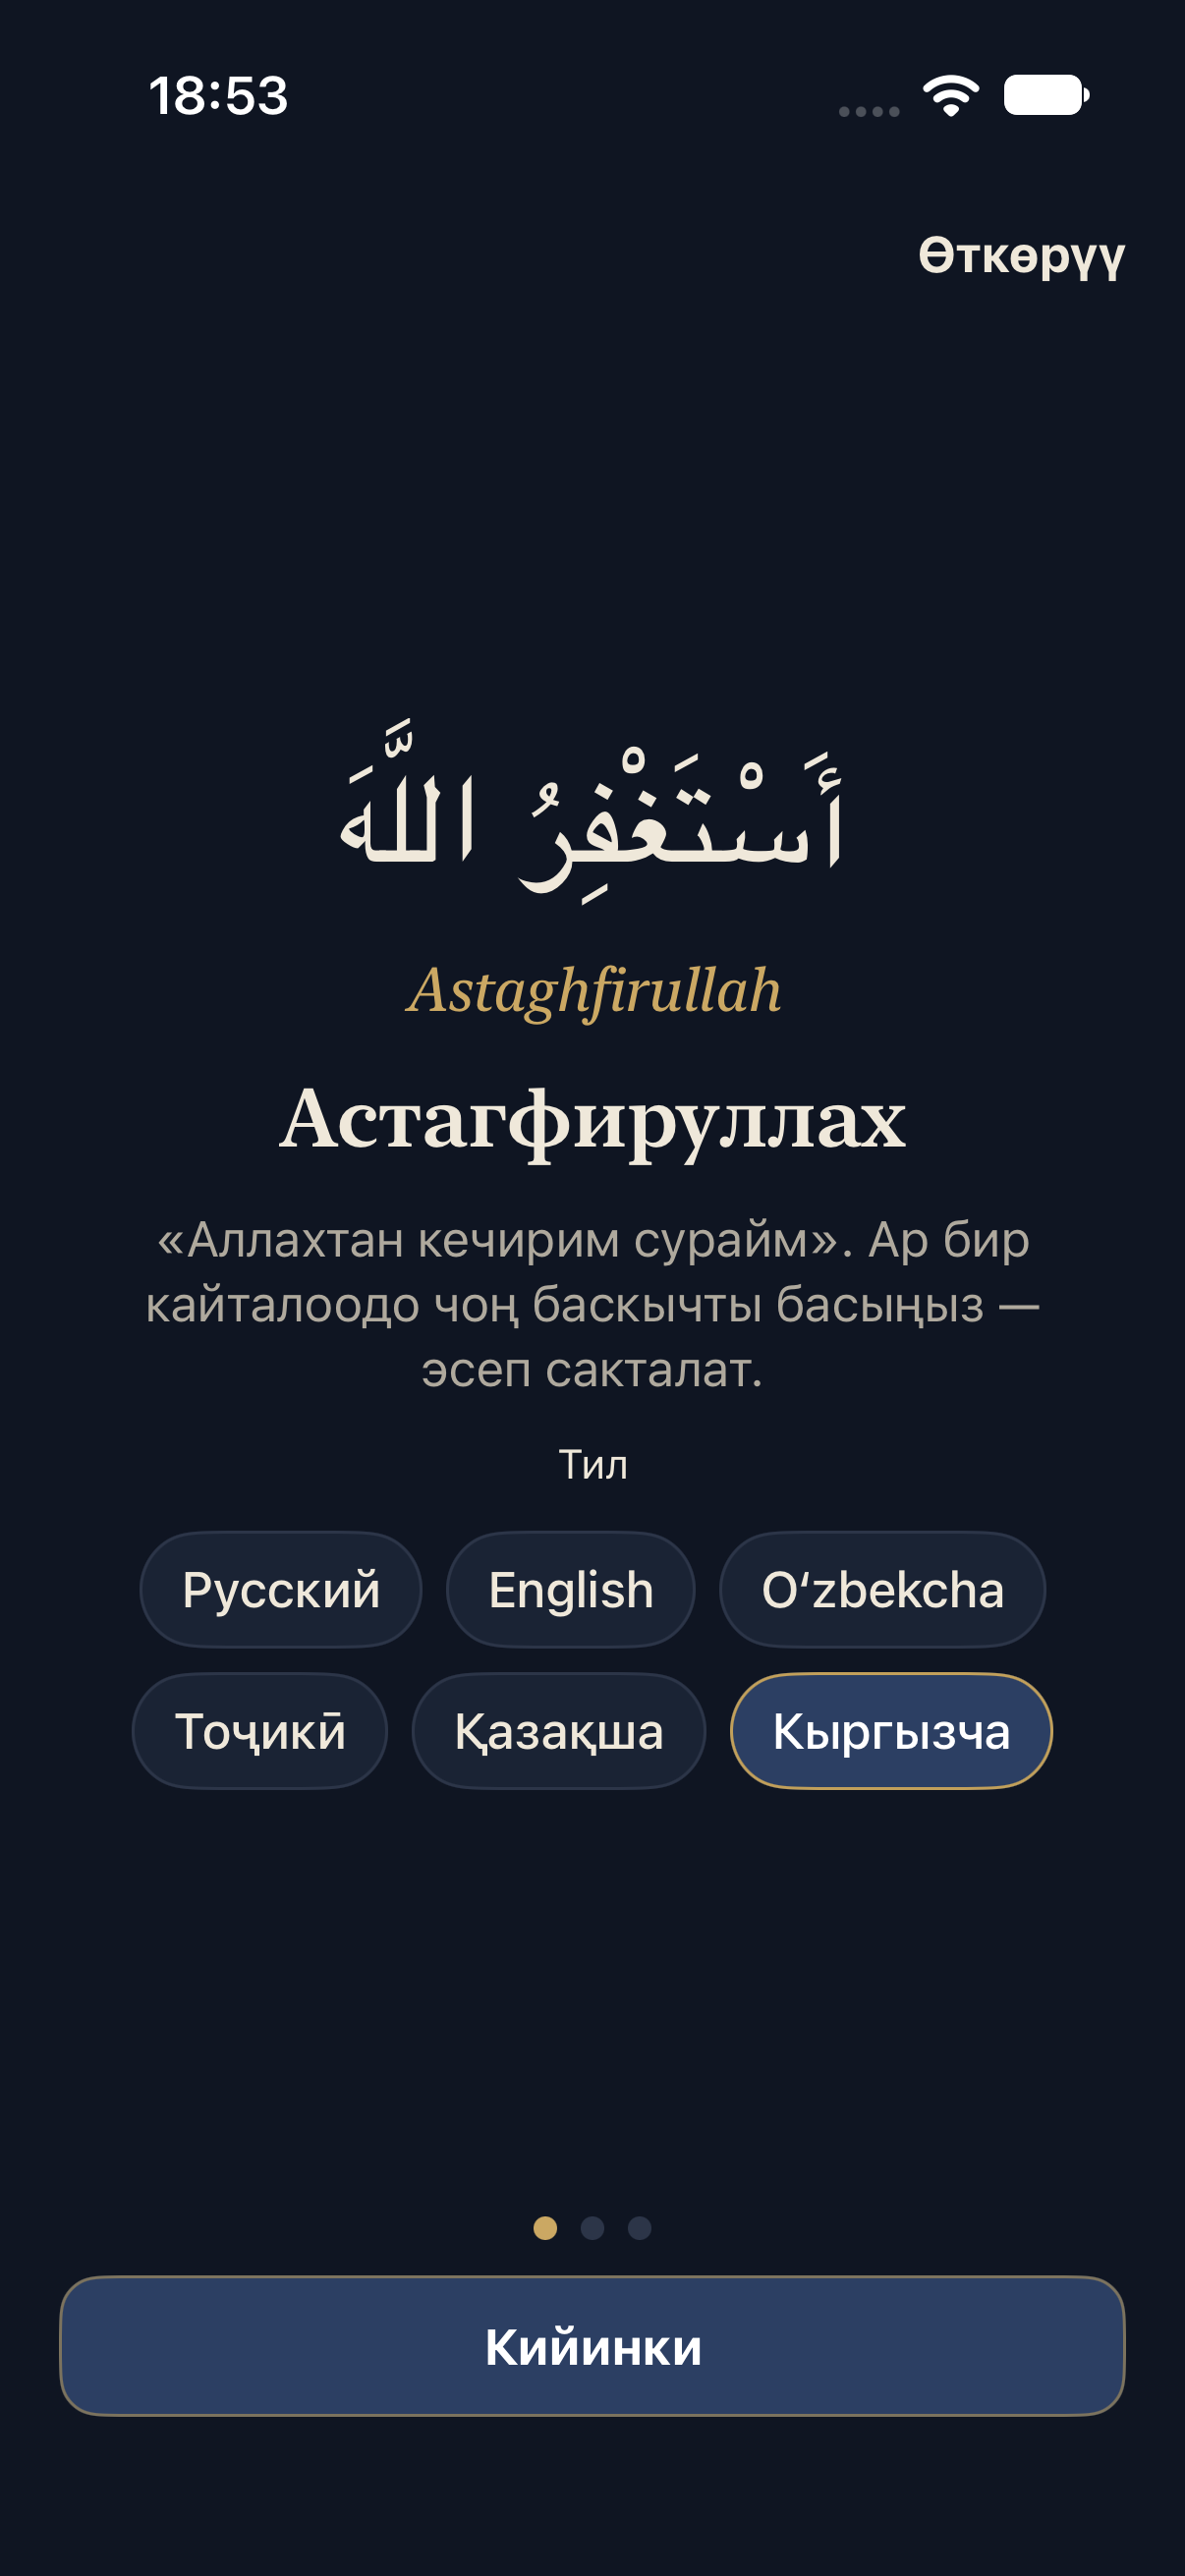 18:53
Өткөрүү
أَسْتَغْفِرُ اللَّهَ
Astaghfirullah
Астагфируллах
«Аллахтан кечирим сурайм». Ар бир
кайталоодо чоң баскычты басыңыз —
эсеп сакталат.
Тил
Русский English Oʻzbekcha
Тоҷикӣ Қазақша Кыргызча
Кийинки